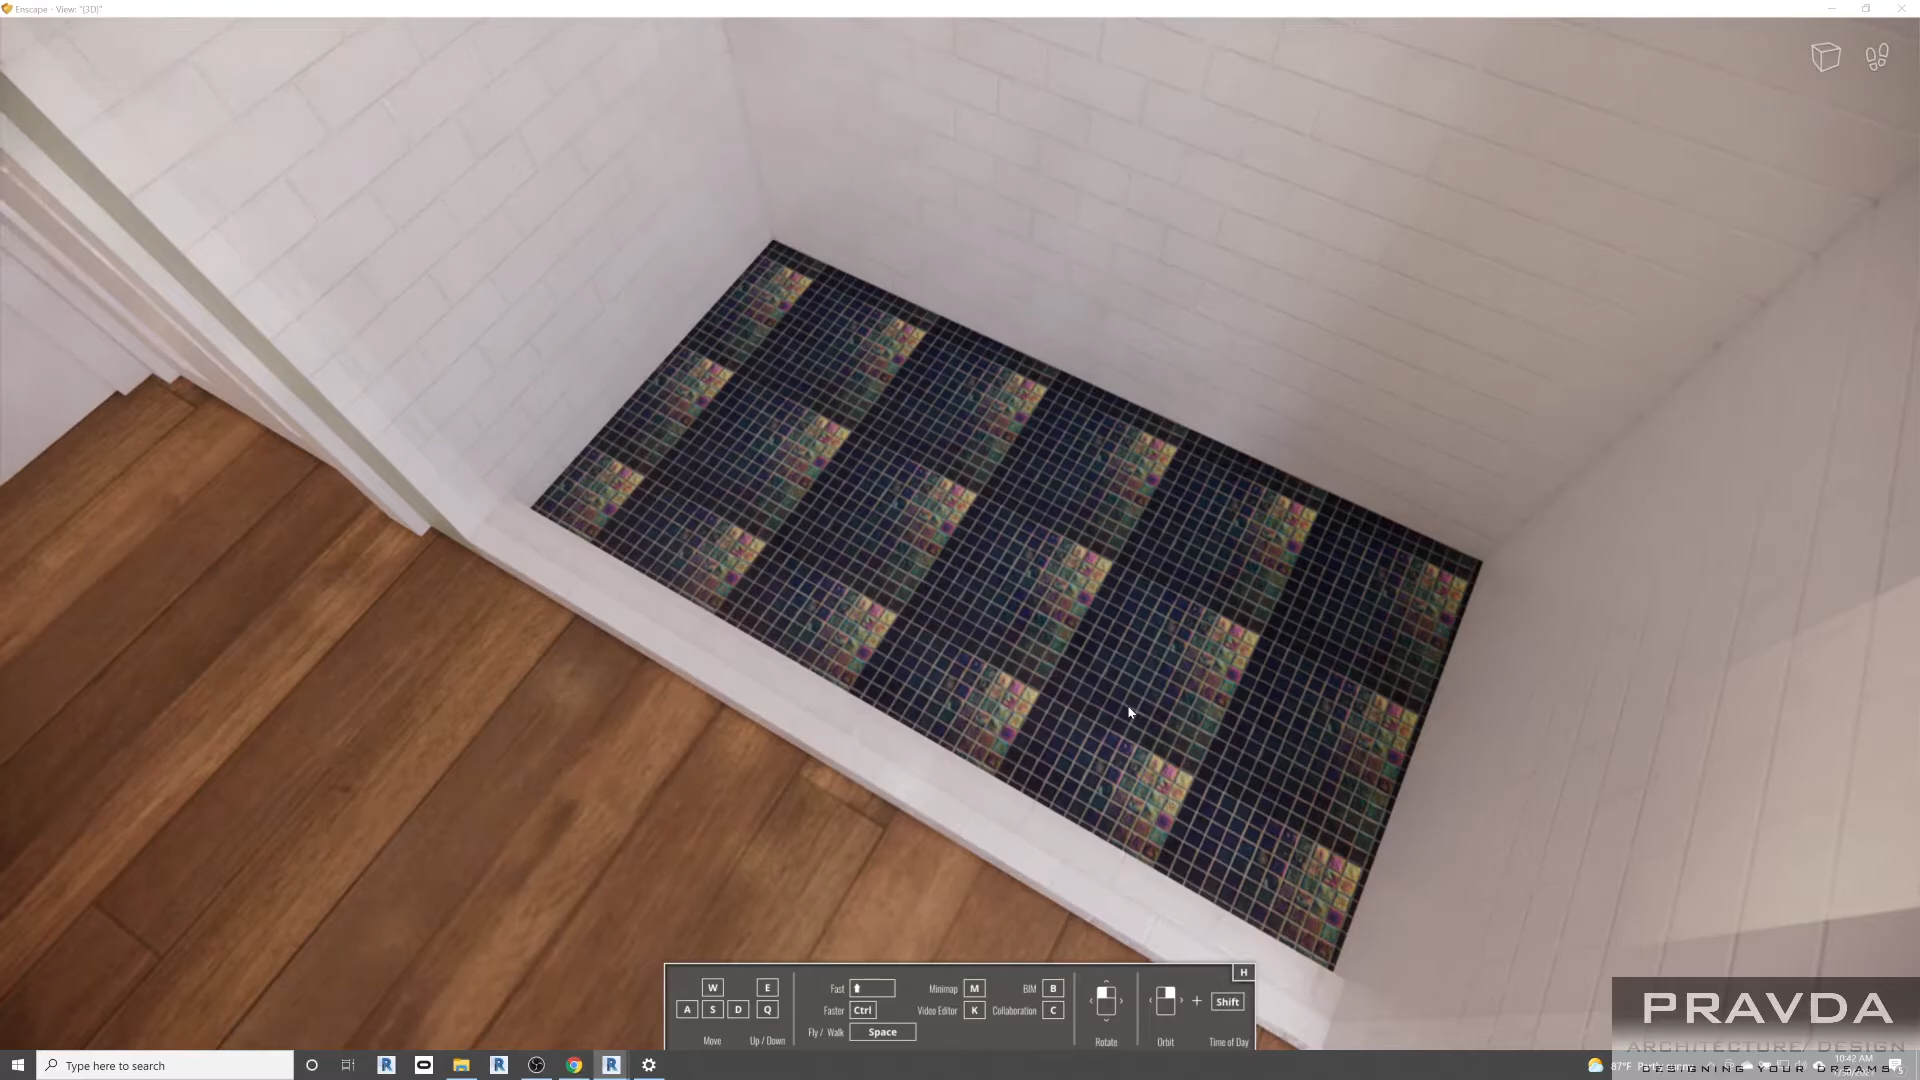 Enscape - View: "{3D}"
H
W E
A S D Q
Move Up / Down
Fast
Faster Ctrl
Fly / Walk Space
Minimap M
Video Editor K
BIM B
Collaboration C
Rotate
Orbit
+ Shift
Time of Day
PRAVDA
ARCHITECTURE/DESIGN
DESIGNING YOUR DREAMS
Type here to search
87°F
10:42 AM